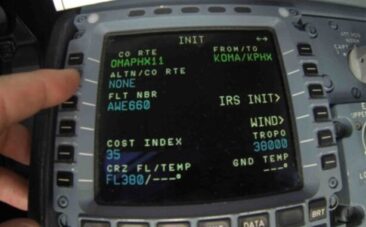 INIT
CO RTE FROM/TO
OMAPHX11 KOMA/KPHX
ALTN/CO RTE
NONE
FLT NBR
AWE660 IRS INIT>
WIND>
COST INDEX TROPO
35 38000
CRZ FL/TEMP GND TEMP
FL380/---° ---°
DATA
BRT